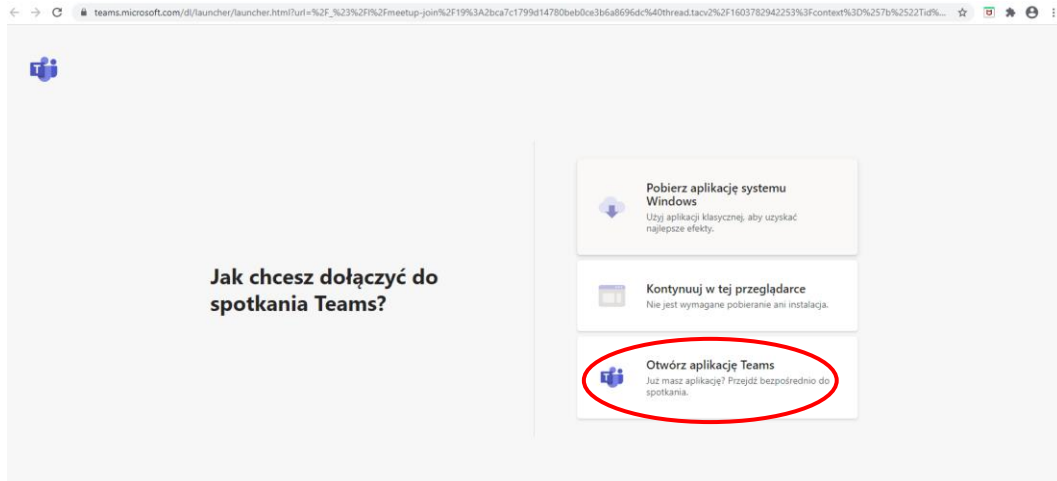 teams.microsoft.com/dl/launcher/launcher.html?url=%2F_%23%2Fl%2Fmeetup-join%2F19%3A2bca7c1799d14780beb0ce3b6a8696dc%40thread.tacv2%2F1603782942253%3Fcontext%3D%257b%2522Tid%...
Pobierz aplikację systemu
Windows
Użyj aplikacji klasycznej, aby uzyskać
najlepsze efekty.
Jak chcesz dołączyć do
spotkania Teams?
Kontynuuj w tej przeglądarce
Nie jest wymagane pobieranie ani instalacja.
Otwórz aplikację Teams
Już masz aplikację? Przejdź bezpośrednio do
spotkania.